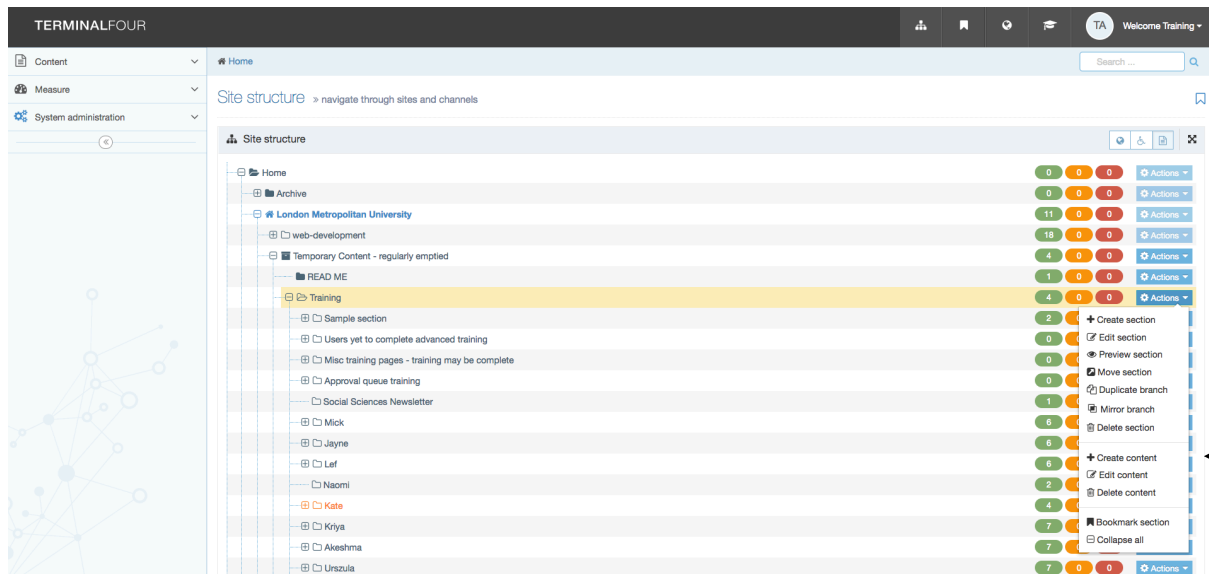 TERMINALFOUR
TA Welcome Training
Content
Home
Search ...
Measure
Site structure » navigate through sites and channels
System administration
Site structure
Home 0 0 0 Actions
Archive 0 0 0 Actions
London Metropolitan University 11 0 0 Actions
web-development 18 0 0 Actions
Temporary Content - regularly emptied 4 0 0 Actions
READ ME 1 0 0 Actions
Training 4 0 0 Actions
Sample section 2
Users yet to complete advanced training 0
Misc training pages - training may be complete 0
Approval queue training 0
Social Sciences Newsletter 1
Mick 6
Jayne 6
Lef 6
Naomi 2
Kate 4
Kriya 7
Akeshma 7
Urszula 7 0 0 Actions
Create section
Edit section
Preview section
Move section
Duplicate branch
Mirror branch
Delete section
Create content
Edit content
Delete content
Bookmark section
Collapse all